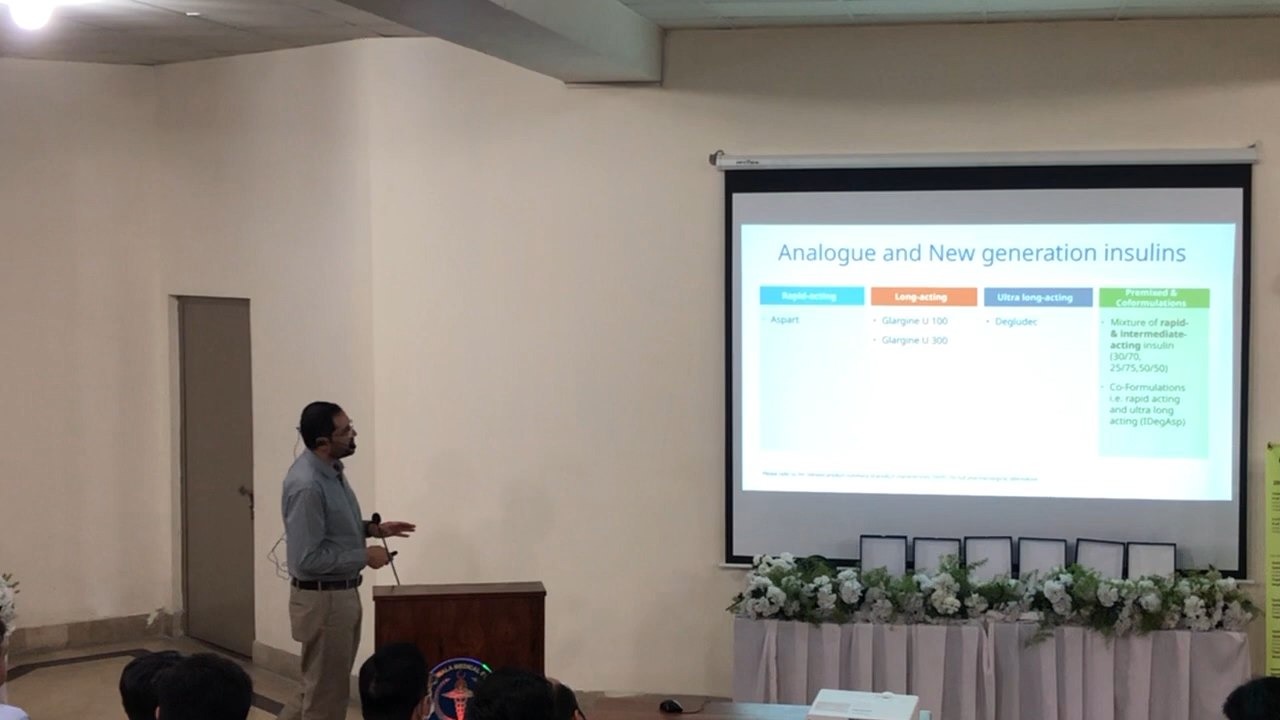 Analogue and New generation insulins
Rapid-acting
Aspart
Long-acting
Glargine U 100
Glargine U 300
Ultra long-acting
Degludec
Premixed &
Coformulations
Mixture of rapid-
& intermediate-
acting insulin
(30/70,
25/75,50/50)
Co-Formulations
i.e. rapid acting
and ultra long
acting (IDegAsp)
WALA MEDICAL